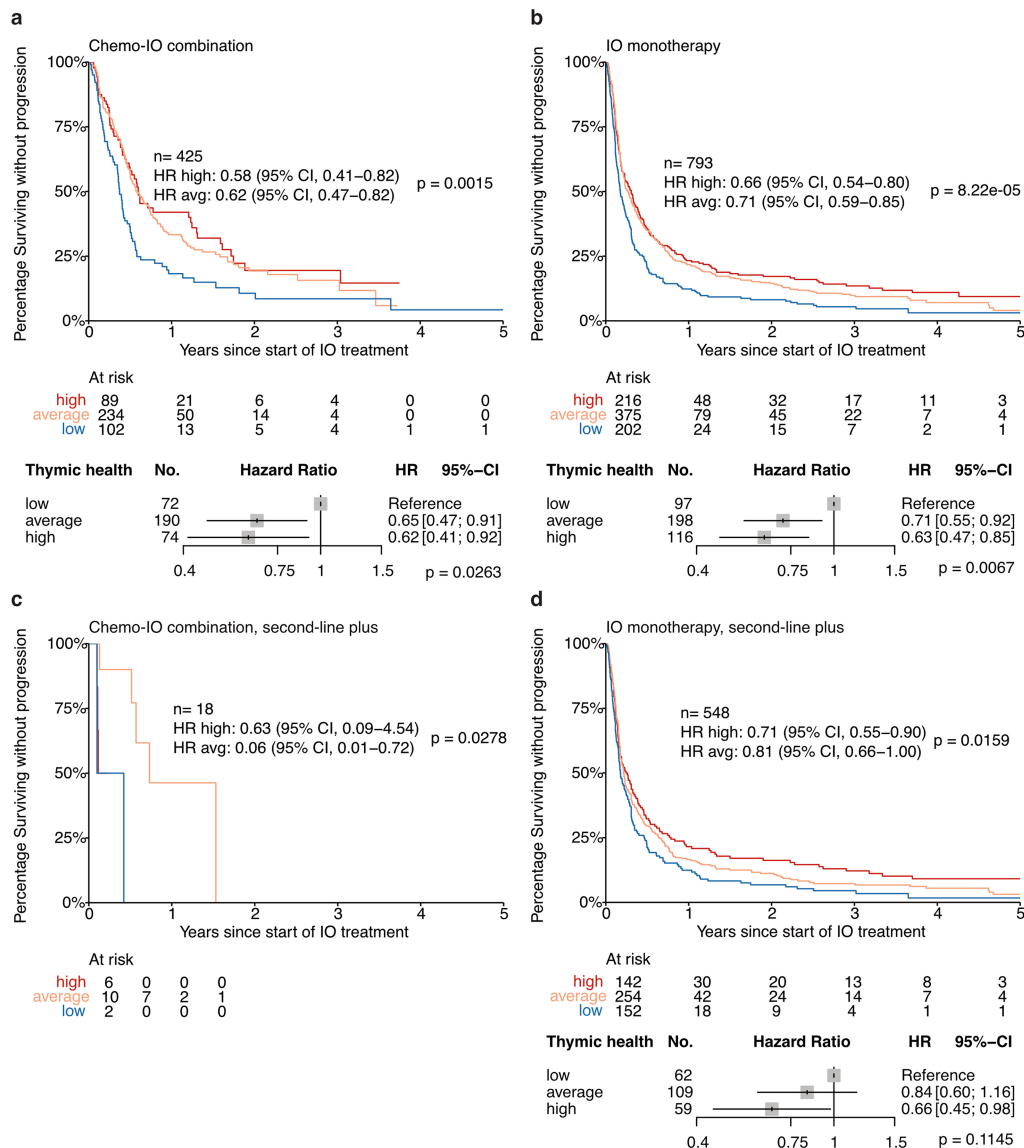 a
Chemo-IO combination
Percentage Surviving without progression
100%
75%
50%
25%
0%
n= 425
HR high: 0.58 (95% CI, 0.41−0.82)
HR avg: 0.62 (95% CI, 0.47−0.82)
p = 0.0015
0 1 2 3 4 5
Years since start of IO treatment
At risk
high 89 21 6 4 0 0
average 234 50 14 4 0 0
low 102 13 5 4 1 1
Thymic health No. Hazard Ratio HR 95%−CI
low 72 Reference
average 190 0.65 [0.47; 0.91]
high 74 0.62 [0.41; 0.92]
0.4 0.75 1 1.5
p = 0.0263
b
IO monotherapy
Percentage Surviving without progression
100%
75%
50%
25%
0%
n= 793
HR high: 0.66 (95% CI, 0.54−0.80)
HR avg: 0.71 (95% CI, 0.59−0.85)
p = 8.22e-05
0 1 2 3 4 5
Years since start of IO treatment
At risk
high 216 48 32 17 11 3
average 375 79 45 22 7 4
low 202 24 15 7 2 1
Thymic health No. Hazard Ratio HR 95%−CI
low 97 Reference
average 198 0.71 [0.55; 0.92]
high 116 0.63 [0.47; 0.85]
0.4 0.75 1 1.5
p = 0.0067
c
Chemo-IO combination, second-line plus
Percentage Surviving without progression
100%
75%
50%
25%
0%
n= 18
HR high: 0.63 (95% CI, 0.09−4.54)
HR avg: 0.06 (95% CI, 0.01−0.72)
p = 0.0278
0 1 2 3 4 5
Years since start of IO treatment
At risk
high 6 0 0 0
average 10 7 2 1
low 2 0 0 0
d
IO monotherapy, second-line plus
Percentage Surviving without progression
100%
75%
50%
25%
0%
n= 548
HR high: 0.71 (95% CI, 0.55−0.90)
HR avg: 0.81 (95% CI, 0.66−1.00)
p = 0.0159
0 1 2 3 4 5
Years since start of IO treatment
At risk
high 142 30 20 13 8 3
average 254 42 24 14 7 4
low 152 18 9 4 1 1
Thymic health No. Hazard Ratio HR 95%−CI
low 62 Reference
average 109 0.84 [0.60; 1.16]
high 59 0.66 [0.45; 0.98]
0.4 0.75 1 1.5
p = 0.1145